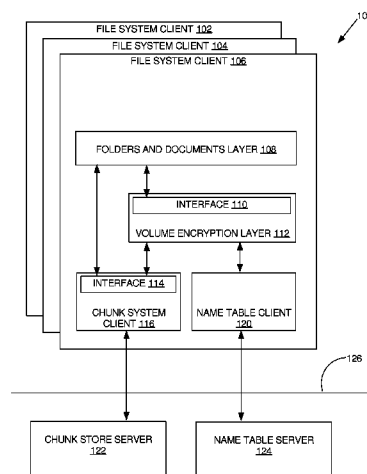 10
FILE SYSTEM CLIENT 102
FILE SYSTEM CLIENT 104
FILE SYSTEM CLIENT 106
FOLDERS AND DOCUMENTS LAYER 108
INTERFACE 110
VOLUME ENCRYPTION LAYER 112
INTERFACE 114
CHUNK SYSTEM
CLIENT 116
NAME TABLE CLIENT
120
126
CHUNK STORE SERVER
122
NAME TABLE SERVER
124